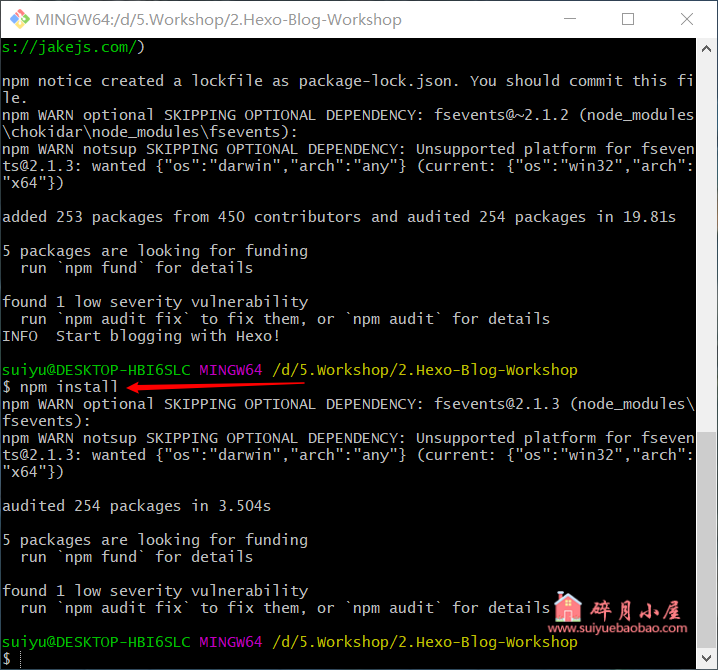 MINGW64:/d/5.Workshop/2.Hexo-Blog-Workshop
s://jakejs.com/)
npm notice created a lockfile as package-lock.json. You should commit this fi
le.
npm WARN optional SKIPPING OPTIONAL DEPENDENCY: fsevents@~2.1.2 (node_modules
\chokidar\node_modules\fsevents):
npm WARN notsup SKIPPING OPTIONAL DEPENDENCY: Unsupported platform for fseven
ts@2.1.3: wanted {"os":"darwin","arch":"any"} (current: {"os":"win32","arch":
"x64"})
added 253 packages from 450 contributors and audited 254 packages in 19.81s
5 packages are looking for funding
  run `npm fund` for details
found 1 low severity vulnerability
  run `npm audit fix` to fix them, or `npm audit` for details
INFO  Start blogging with Hexo!
suiyu@DESKTOP-HBI6SLC MINGW64 /d/5.Workshop/2.Hexo-Blog-Workshop
$ npm install
npm WARN optional SKIPPING OPTIONAL DEPENDENCY: fsevents@2.1.3 (node_modules\
fsevents):
npm WARN notsup SKIPPING OPTIONAL DEPENDENCY: Unsupported platform for fseven
ts@2.1.3: wanted {"os":"darwin","arch":"any"} (current: {"os":"win32","arch":
"x64"})
audited 254 packages in 3.504s
5 packages are looking for funding
  run `npm fund` for details
found 1 low severity vulnerability
  run `npm audit fix` to fix them, or `npm audit` for details
碎月小屋
www.suiyuebaobao.com
suiyu@DESKTOP-HBI6SLC MINGW64 /d/5.Workshop/2.Hexo-Blog-Workshop
$